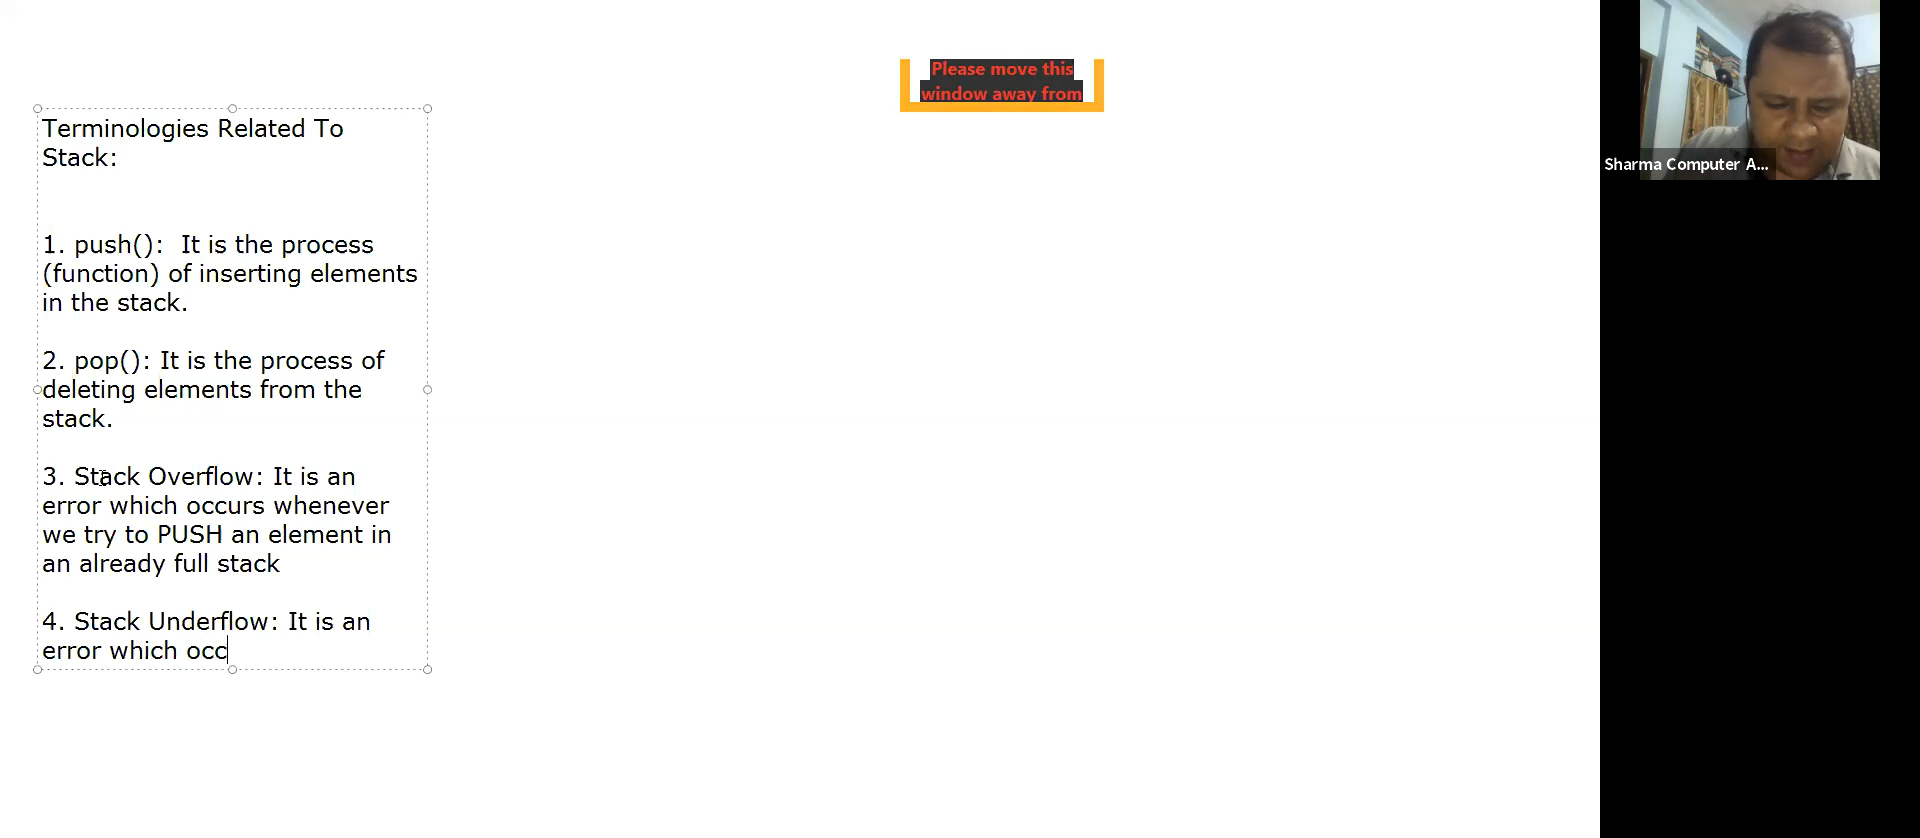 Please move this
window away from
Terminologies Related To
Stack:
1. push():  It is the process
(function) of inserting elements
in the stack.
2. pop(): It is the process of
deleting elements from the
stack.
3. Stack Overflow: It is an
error which occurs whenever
we try to PUSH an element in
an already full stack
4. Stack Underflow: It is an
error which occ
Sharma Computer A...